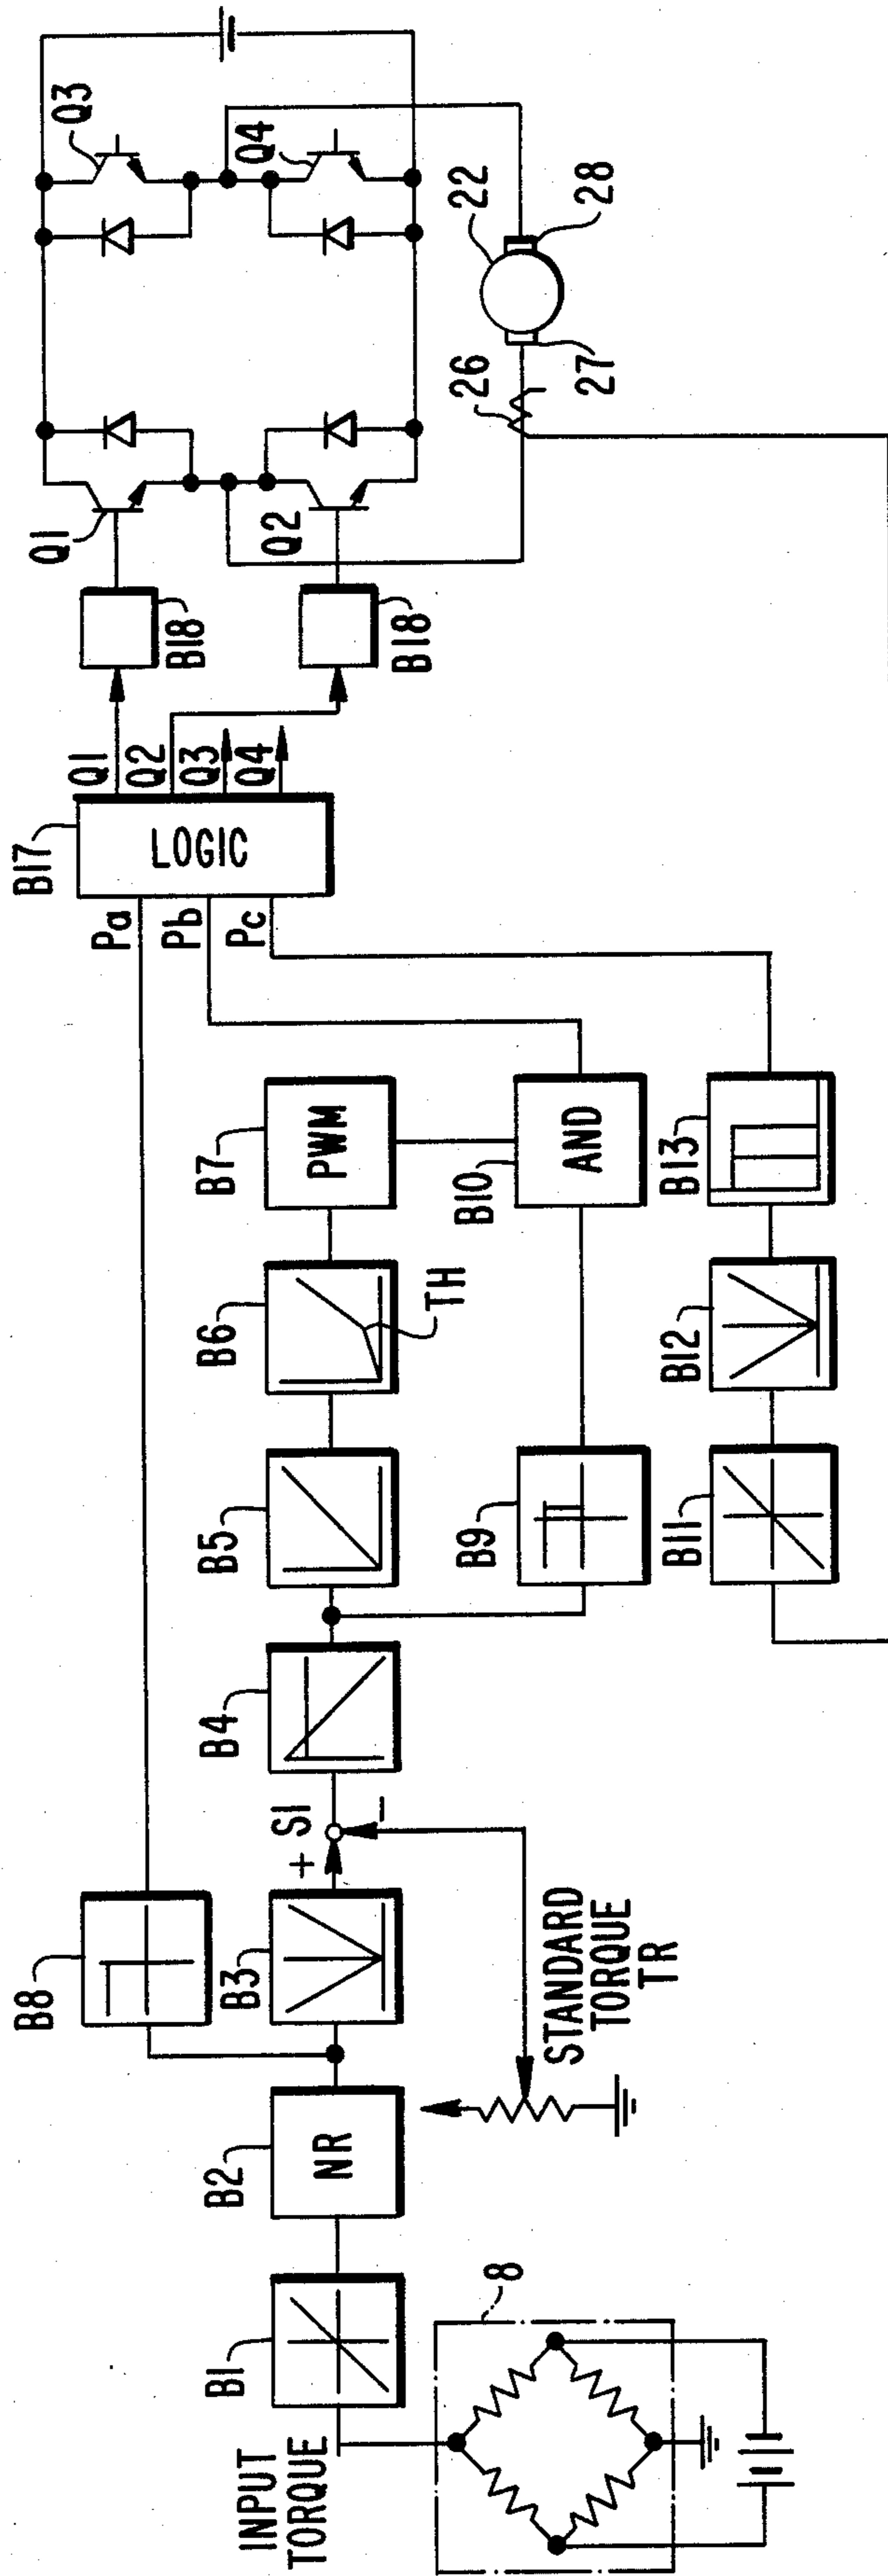 INPUT
TORQUE
8
B1
B2
NR
B8
B3
+
S1
−
STANDARD
TORQUE
TR
B4
B5
B6
TH
B7
PWM
B9
B10
AND
B11
B12
B13
Pa
Pb
Pc
B17
LOGIC
Q1
Q2
Q3
Q4
B18
B18
Q1
Q2
Q3
Q4
22
26
27
28